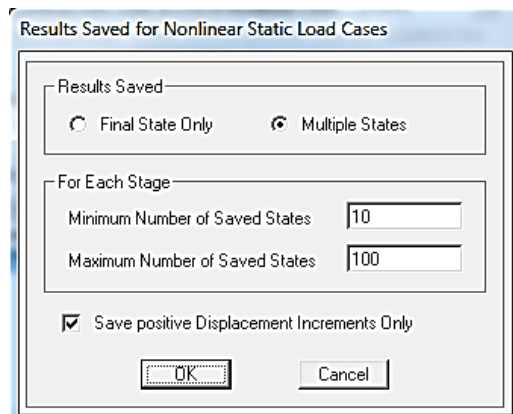 Results Saved for Nonlinear Static Load Cases
Results Saved
Final State Only Multiple States
For Each Stage
Minimum Number of Saved States 10
Maximum Number of Saved States 100
Save positive Displacement Increments Only
OK Cancel